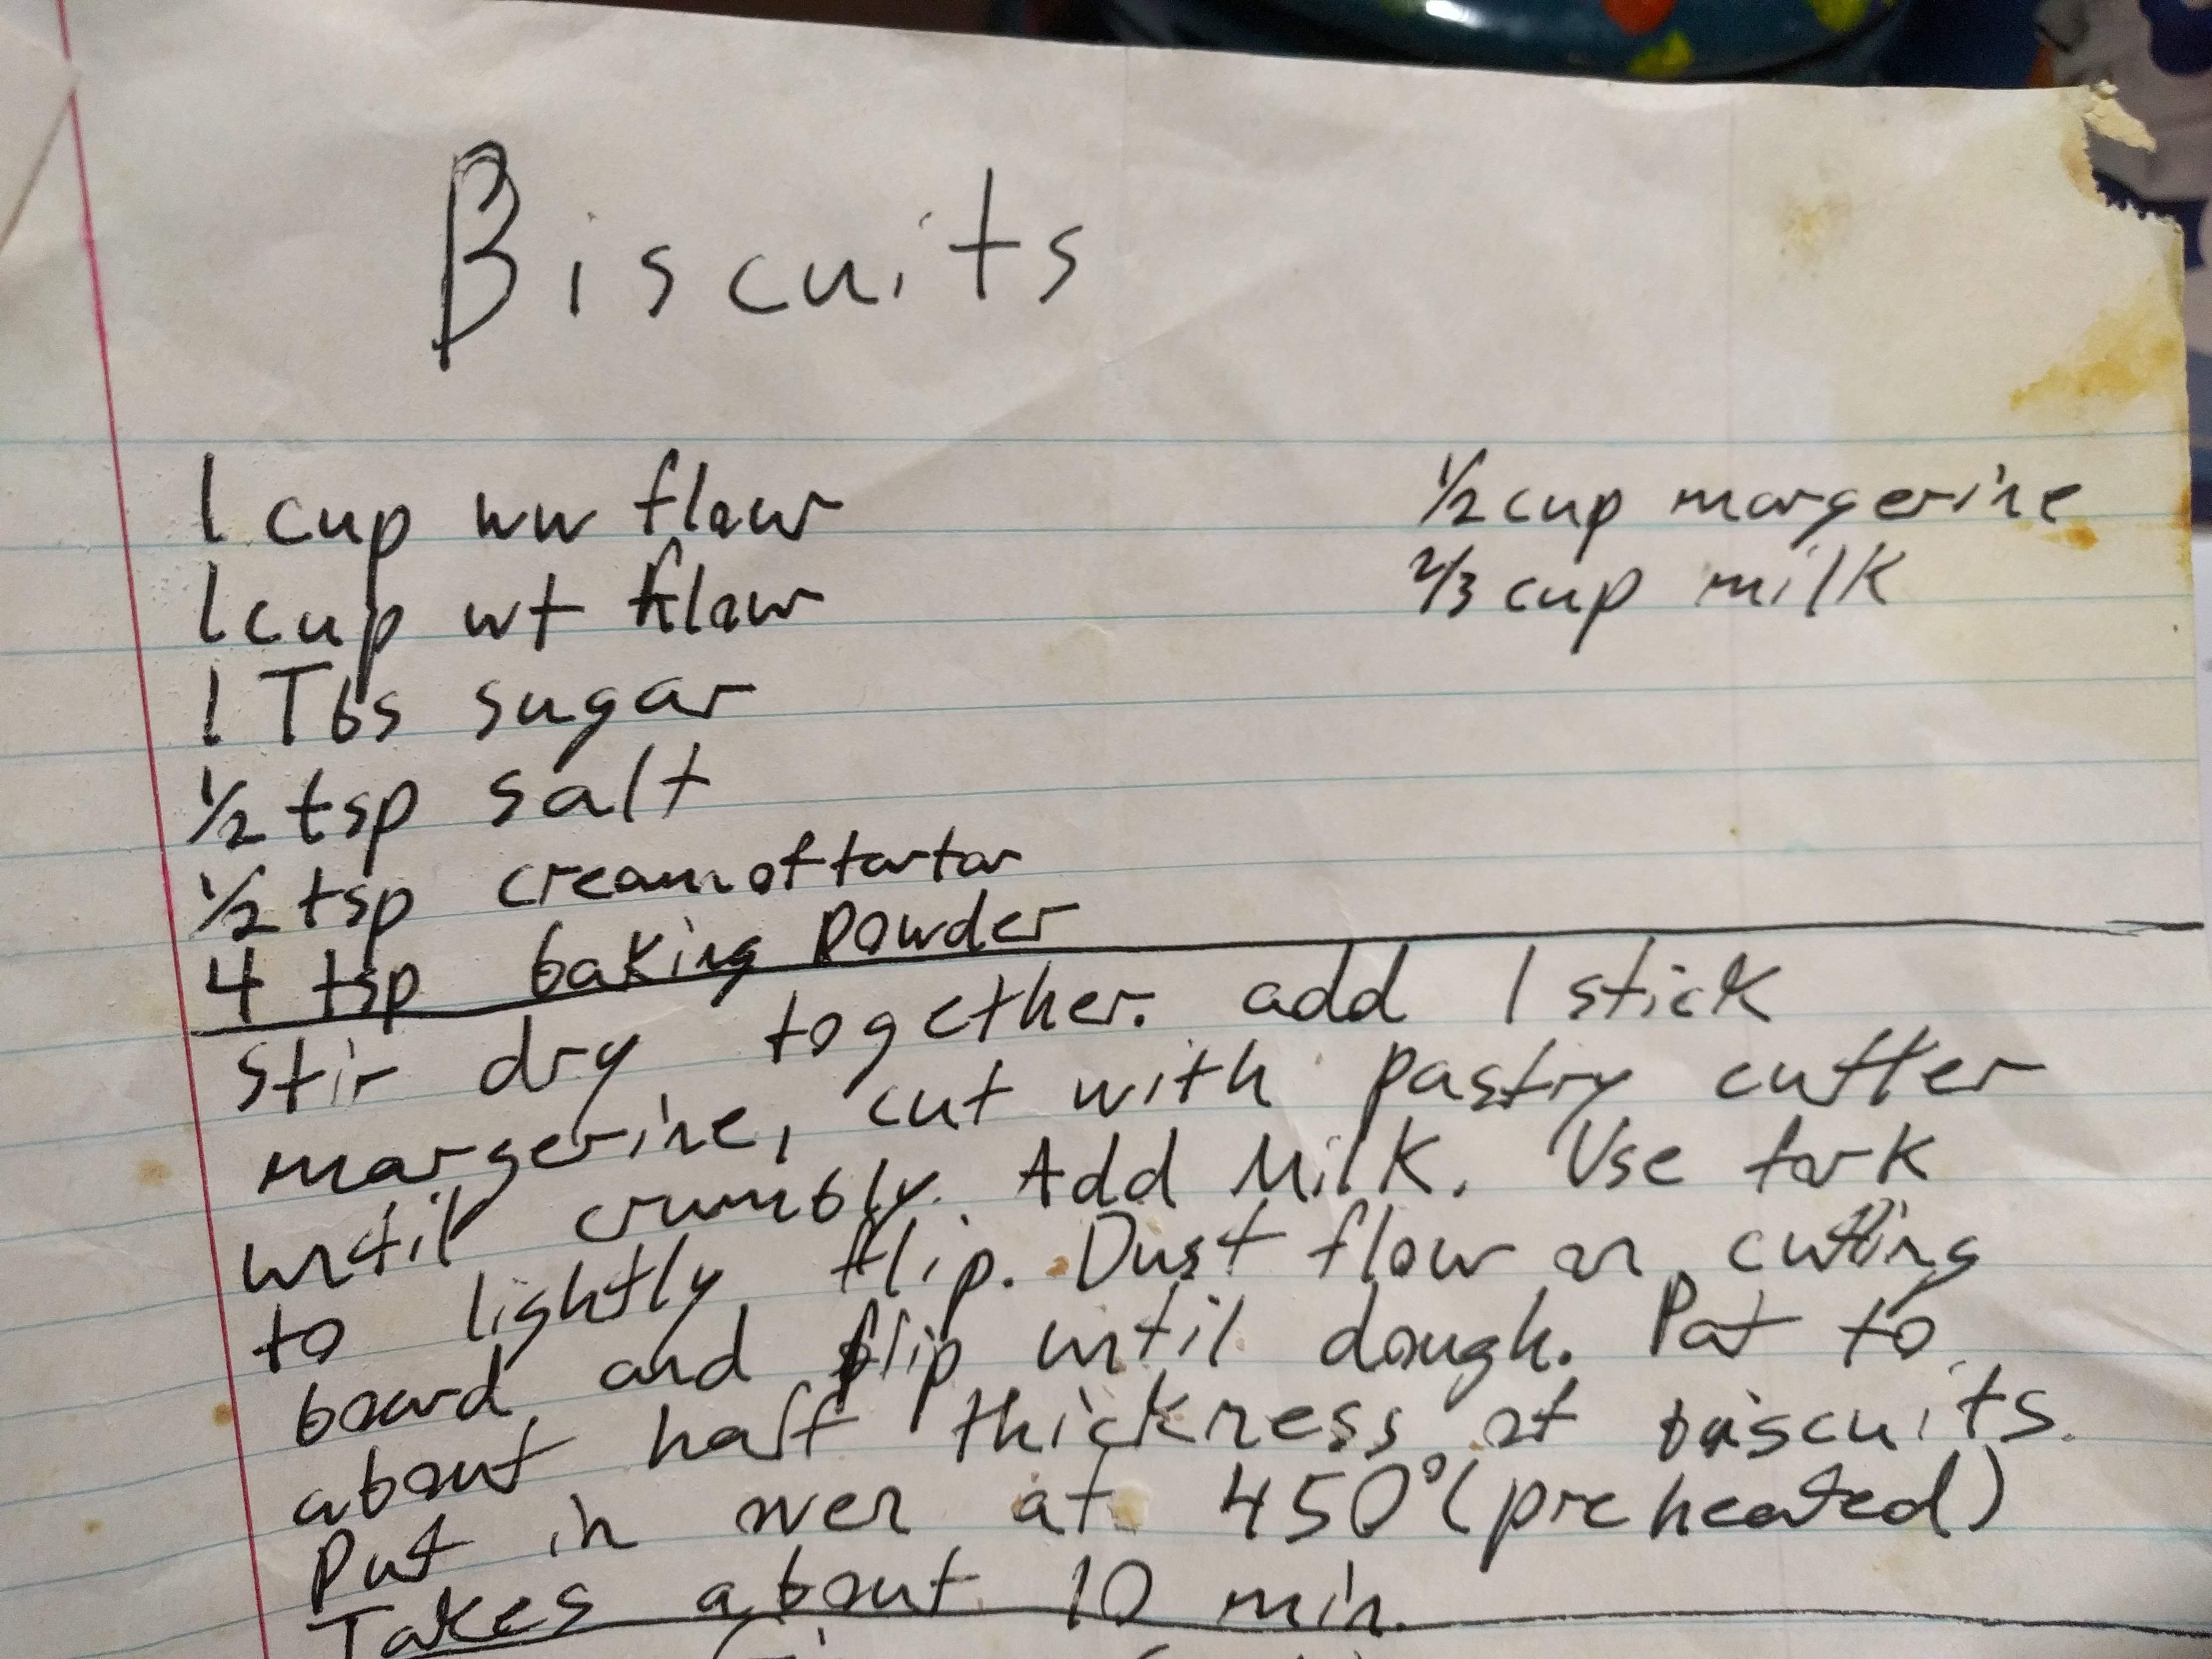 Biscuits
1 cup ww flour
1 cup wt flour
1 Tbs sugar
1/2 tsp salt
1/2 tsp cream of tartar
4 tsp baking powder
1/2 cup margerine
2/3 cup milk
stir dry together. add 1 stick
margerine, cut with pastry cutter
until crumbly. Add Milk. Use fork
to lightly flip. Dust flour on cutting
board and flip until dough. Pat to
about half thickness of biscuits.
Put in oven at 450° (preheated)
Takes about 10 min.